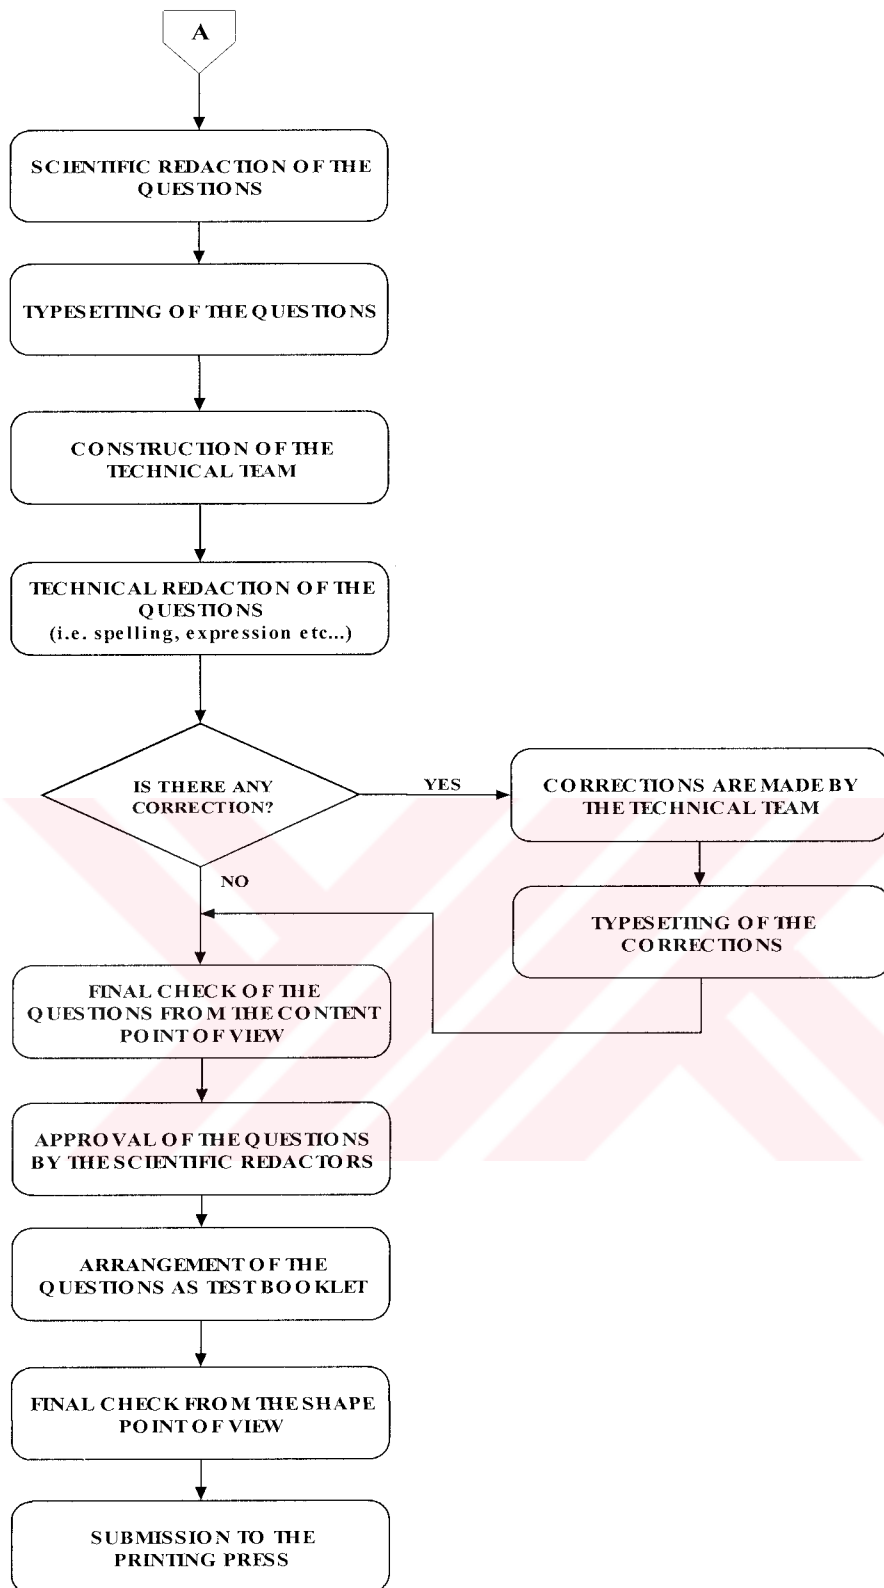 A
SCIENTIFIC REDACTION OF THE
QUESTIONS
TYPESETTING OF THE QUESTIONS
CONSTRUCTION OF THE
TECHNICAL TEAM
TECHNICAL REDACTION OF THE
QUESTIONS
(i.e. spelling, expression etc...)
IS THERE ANY
CORRECTION?
YES
CORRECTIONS ARE MADE BY
THE TECHNICAL TEAM
NO
TYPESETTING OF THE
CORRECTIONS
FINAL CHECK OF THE
QUESTIONS FROM THE CONTENT
POINT OF VIEW
APPROVAL OF THE QUESTIONS
BY THE SCIENTIFIC REDACTORS
ARRANGEMENT OF THE
QUESTIONS AS TEST BOOKLET
FINAL CHECK FROM THE SHAPE
POINT OF VIEW
SUBMISSION TO THE
PRINTING PRESS